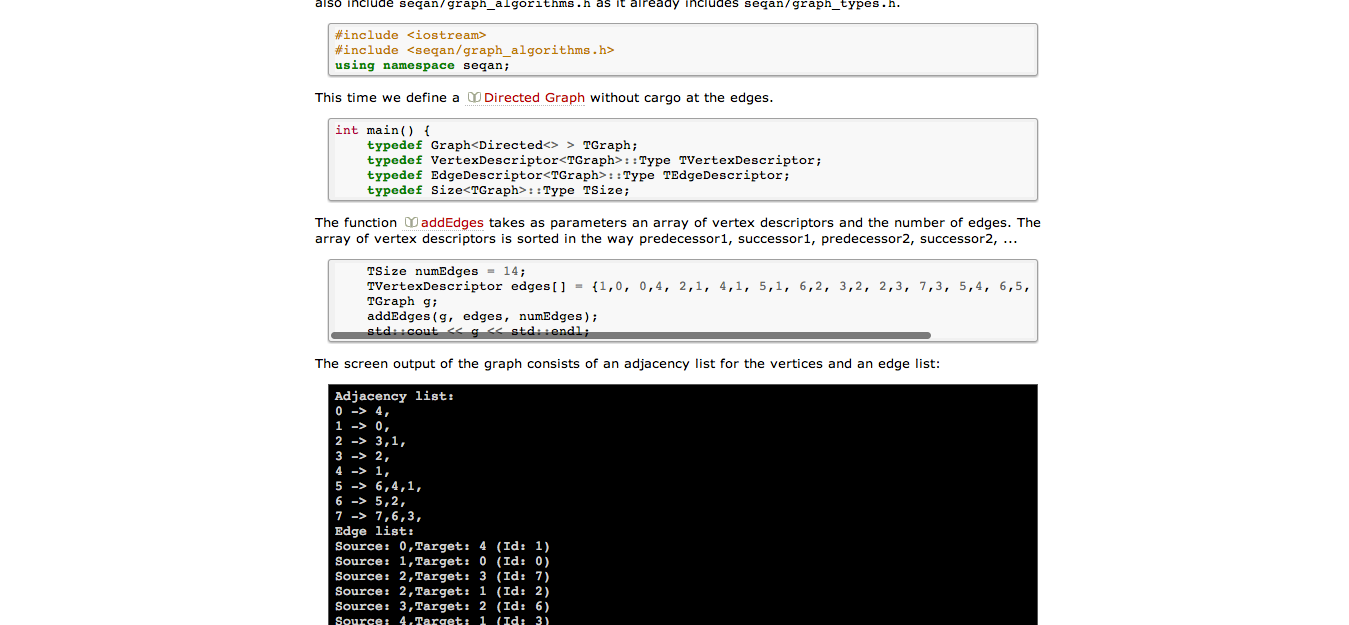 also include seqan/graph_algorithms.h as it already includes seqan/graph_types.h.
#include <iostream>
#include <seqan/graph_algorithms.h>
using namespace seqan;
This time we define a Directed Graph without cargo at the edges.
int main() {
typedef Graph<Directed<> > TGraph;
typedef VertexDescriptor<TGraph>::Type TVertexDescriptor;
typedef EdgeDescriptor<TGraph>::Type TEdgeDescriptor;
typedef Size<TGraph>::Type TSize;
The function addEdges takes as parameters an array of vertex descriptors and the number of edges. The
array of vertex descriptors is sorted in the way predecessor1, successor1, predecessor2, successor2, ...
TSize numEdges = 14;
TVertexDescriptor edges[] = {1,0, 0,4, 2,1, 4,1, 5,1, 6,2, 3,2, 2,3, 7,3, 5,4, 6,5,
TGraph g;
addEdges(g, edges, numEdges);
std::cout << g << std::endl;
The screen output of the graph consists of an adjacency list for the vertices and an edge list:
Adjacency list:
0 -> 4,
1 -> 0,
2 -> 3,1,
3 -> 2,
4 -> 1,
5 -> 6,4,1,
6 -> 5,2,
7 -> 7,6,3,
Edge list:
Source: 0,Target: 4 (Id: 1)
Source: 1,Target: 0 (Id: 0)
Source: 2,Target: 3 (Id: 7)
Source: 2,Target: 1 (Id: 2)
Source: 3,Target: 2 (Id: 6)
Source: 4,Target: 1 (Id: 3)